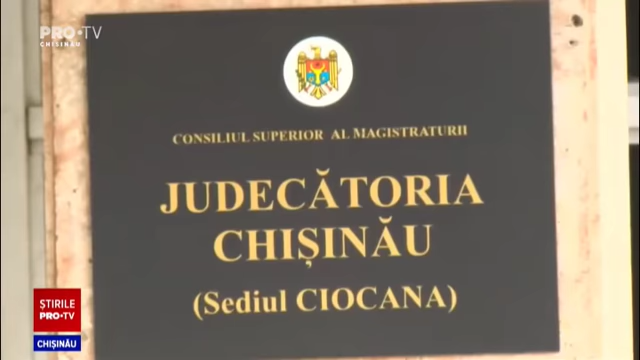 PRO•TV
CHIȘINĂU
CONSILIUL SUPERIOR AL MAGISTRATURII
JUDECĂTORIA
CHIȘINĂU
(Sediul CIOCANA)
ȘTIRILE
PRO•TV
CHIȘINĂU